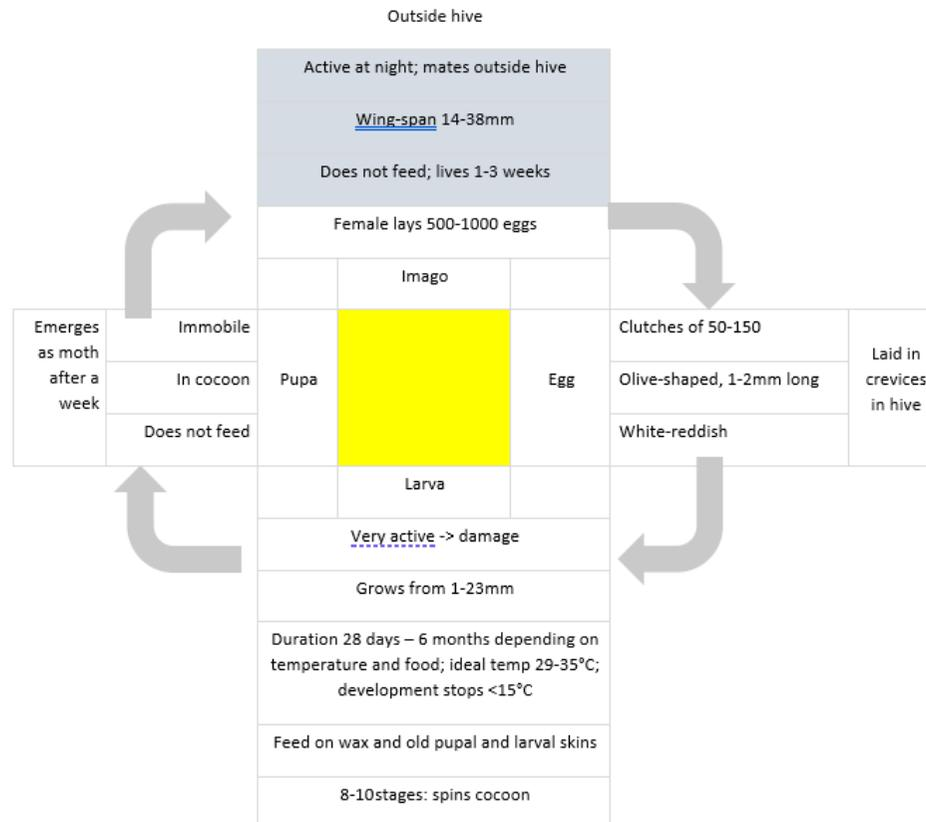 Outside hive
Active at night; mates outside hive
Wing-span 14-38mm
Does not feed; lives 1-3 weeks
Female lays 500-1000 eggs
Imago
Emerges
as moth
after a
week
Immobile
In cocoon
Does not feed
Pupa
Egg
Clutches of 50-150
Olive-shaped, 1-2mm long
White-reddish
Laid in
crevices
in hive
Larva
Very active -> damage
Grows from 1-23mm
Duration 28 days – 6 months depending on
temperature and food; ideal temp 29-35°C;
development stops <15°C
Feed on wax and old pupal and larval skins
8-10stages: spins cocoon